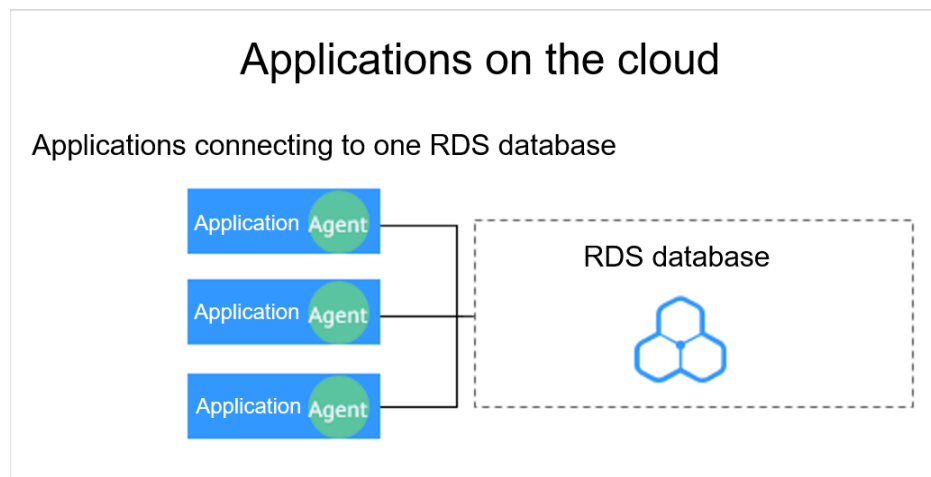 Applications on the cloud
Applications connecting to one RDS database
Application Agent
RDS database
Application Agent
Application Agent